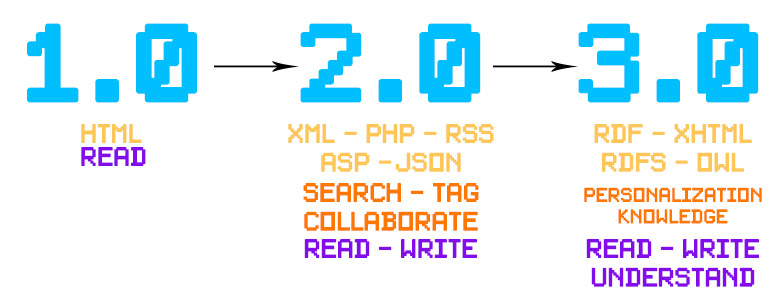 1.0
HTML
READ
2.0
XML - PHP - RSS
ASP - JSON
SEARCH - TAG
COLLABORATE
READ - WRITE
3.0
RDF - XHTML
RDFS - OWL
PERSONALIZATION
KNOWLEDGE
READ - WRITE
UNDERSTAND